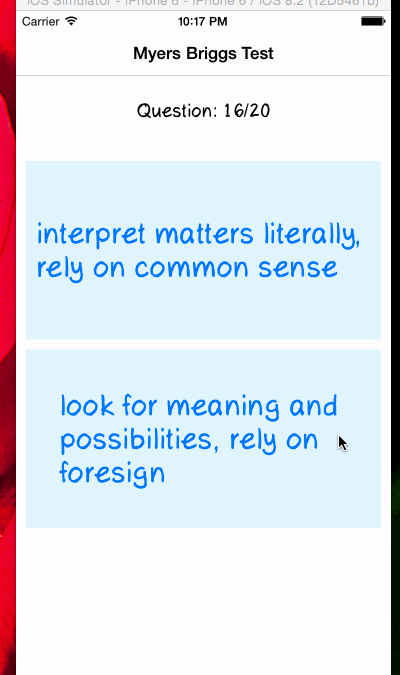 iOS Simulator - iPhone 6 - iPhone 6 / iOS 8.2 (12D5461b)
Carrier 10:17 PM
Myers Briggs Test
Question: 16/20
interpret matters literally,
rely on common sense
look for meaning and
possibilities, rely on
foresign